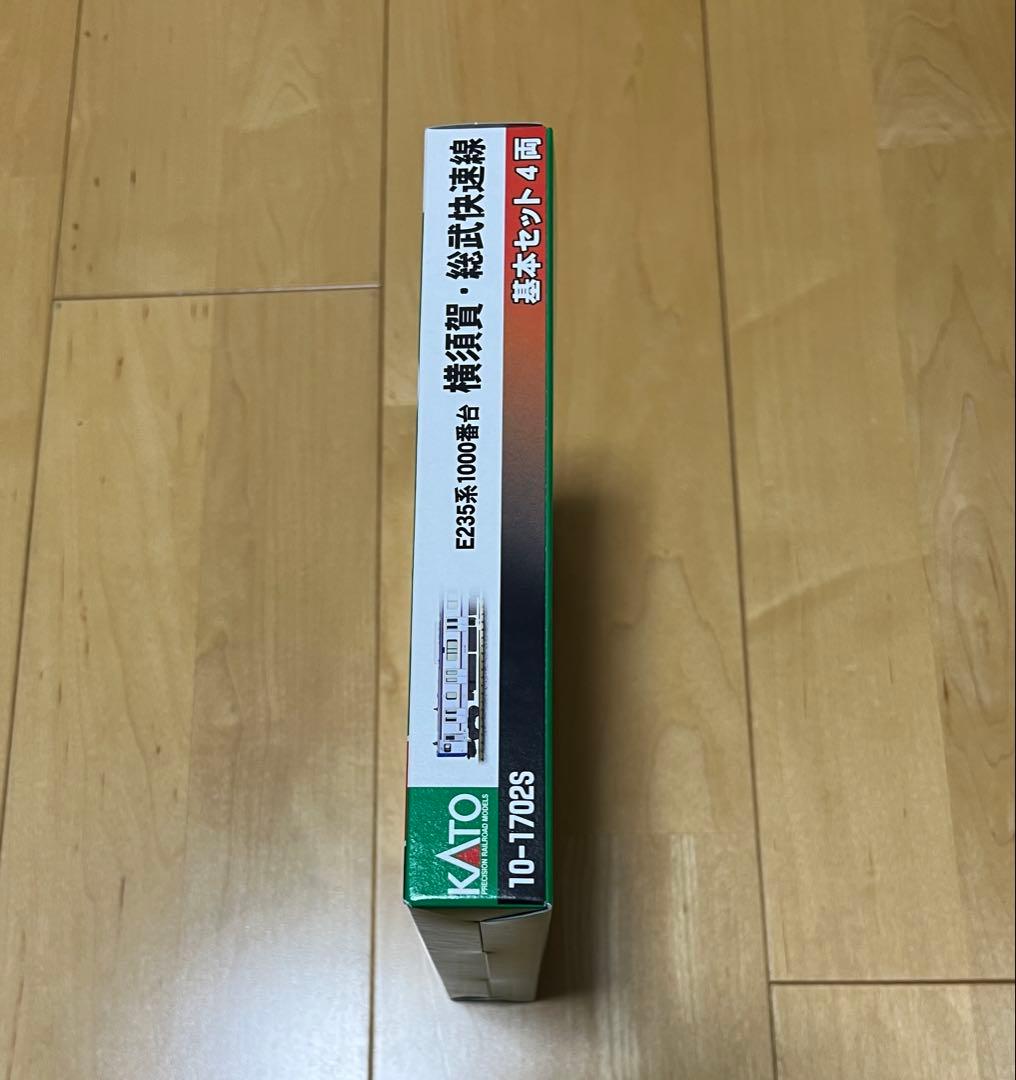 KATO
PRECISION RAILROAD MODELS
E235系1000番台 横須賀・総武快速線
10-1702S
基本セット 4両